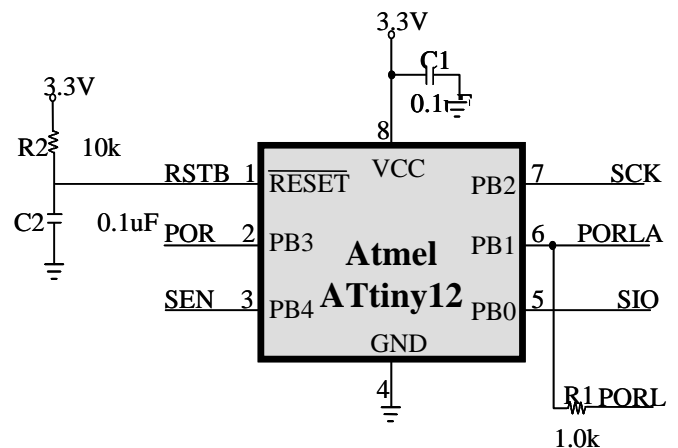 3.3V
C1
0.1uF
3.3V
R2 10k
8
VCC
RSTB 1 RESET
PB2 7 SCK
C2 0.1uF
POR 2 PB3
PB1 6 PORLA
Atmel
ATtiny12
SEN 3 PB4
PB0 5 SIO
GND
4
R1 PORL
1.0k